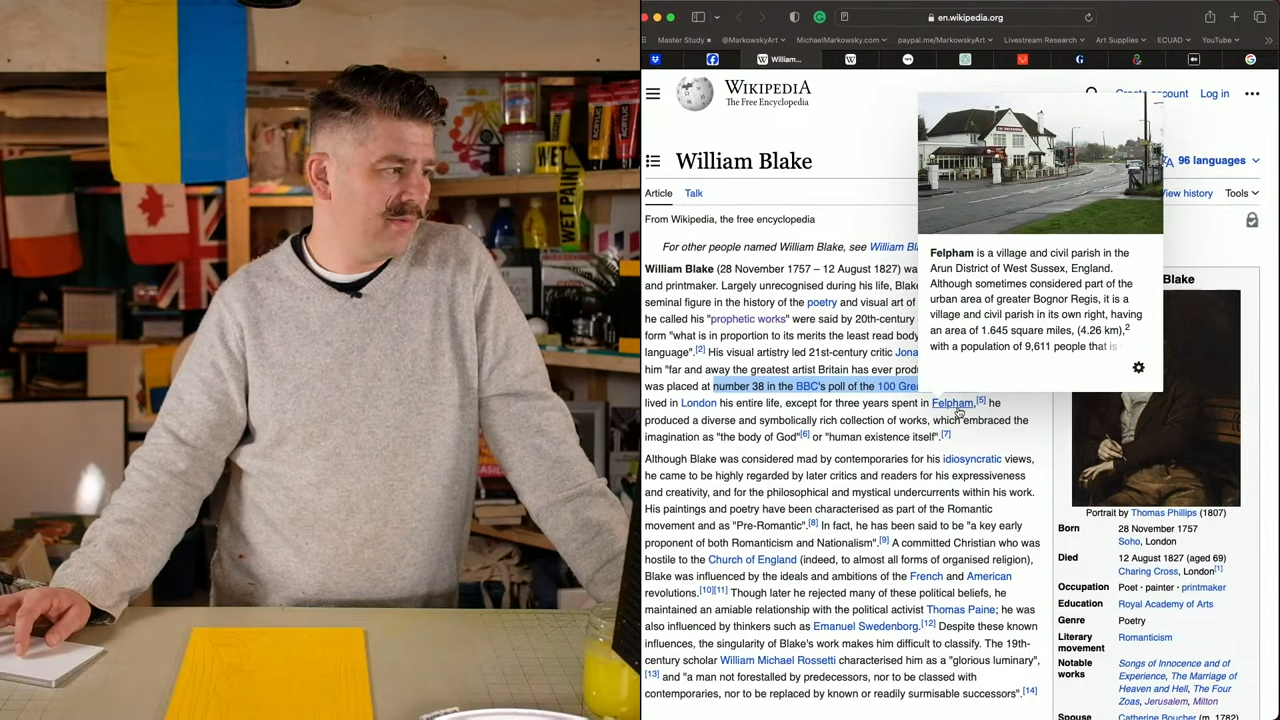 en.wikipedia.org
Master Study
@MarkowskyArt
MichaelMarkowsky.com
paypal.me/MarkowskyArt
Livestream Research
Art Supplies
ECUAD
YouTube
William...
WIKIPEDIA
The Free Encyclopedia
Create account
Log in
William Blake
96 languages
Article
Talk
View history
Tools
From Wikipedia, the free encyclopedia
For other people named William Blake, see William Bl
William Blake (28 November 1757 – 12 August 1827) wa
and printmaker. Largely unrecognised during his life, Blake
seminal figure in the history of the poetry and visual art of
he called his "prophetic works" were said by 20th-century
form "what is in proportion to its merits the least read body
language".[2] His visual artistry led 21st-century critic Jona
him "far and away the greatest artist Britain has ever prod
was placed at number 38 in the BBC's poll of the 100 Grea
lived in London his entire life, except for three years spent in Felpham,[5] he
produced a diverse and symbolically rich collection of works, which embraced the
imagination as "the body of God"[6] or "human existence itself".[7]
Although Blake was considered mad by contemporaries for his idiosyncratic views,
he came to be highly regarded by later critics and readers for his expressiveness
and creativity, and for the philosophical and mystical undercurrents within his work.
His paintings and poetry have been characterised as part of the Romantic
movement and as "Pre-Romantic".[8] In fact, he has been said to be "a key early
proponent of both Romanticism and Nationalism".[9] A committed Christian who was
hostile to the Church of England (indeed, to almost all forms of organised religion),
Blake was influenced by the ideals and ambitions of the French and American
revolutions.[10][11] Though later he rejected many of these political beliefs, he
maintained an amiable relationship with the political activist Thomas Paine; he was
also influenced by thinkers such as Emanuel Swedenborg.[12] Despite these known
influences, the singularity of Blake's work makes him difficult to classify. The 19th-
century scholar William Michael Rossetti characterised him as a "glorious luminary",
[13] and "a man not forestalled by predecessors, nor to be classed with
contemporaries, nor to be replaced by known or readily surmisable successors".[14]
Felpham is a village and civil parish in the
Arun District of West Sussex, England.
Although sometimes considered part of the
urban area of greater Bognor Regis, it is a
village and civil parish in its own right, having
an area of 1.645 square miles, (4.26 km),2
with a population of 9,611 people that is
Blake
Portrait by Thomas Phillips (1807)
Born 28 November 1757
Soho, London
Died 12 August 1827 (aged 69)
Charing Cross, London[1]
Occupation Poet · painter · printmaker
Education Royal Academy of Arts
Genre Poetry
Literary Romanticism
movement
Notable Songs of Innocence and of
works Experience, The Marriage of
Heaven and Hell, The Four
Zoas, Jerusalem, Milton
Spouse Catherine Boucher (m. 1782)
WET
WET PAINT
ACRYLIC
ACRYLIC